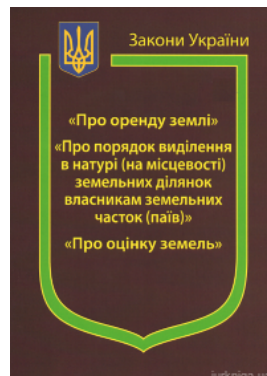 Закони України
«Про оренду землі»
«Про порядок виділення
в натурі (на місцевості)
земельних ділянок
власникам земельних
часток (паїв)»
«Про оцінку земель»